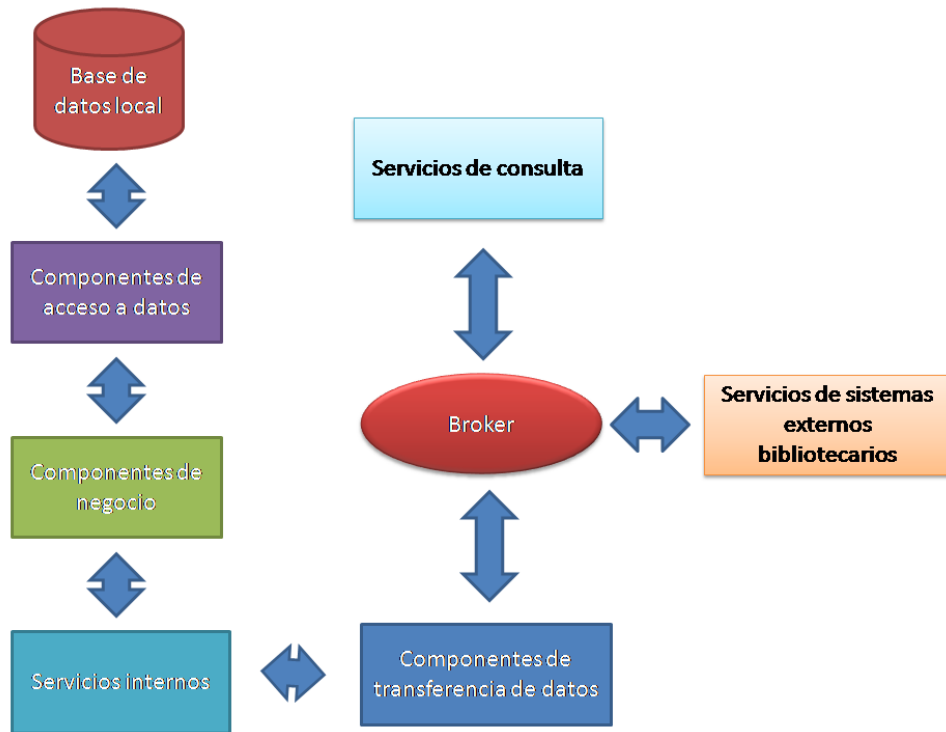 Base de
datos local
Servicios de consulta
Componentes de
acceso a datos
Broker
Servicios de sistemas
externos
bibliotecarios
Componentes de
negocio
Servicios internos
Componentes de
transferencia de datos